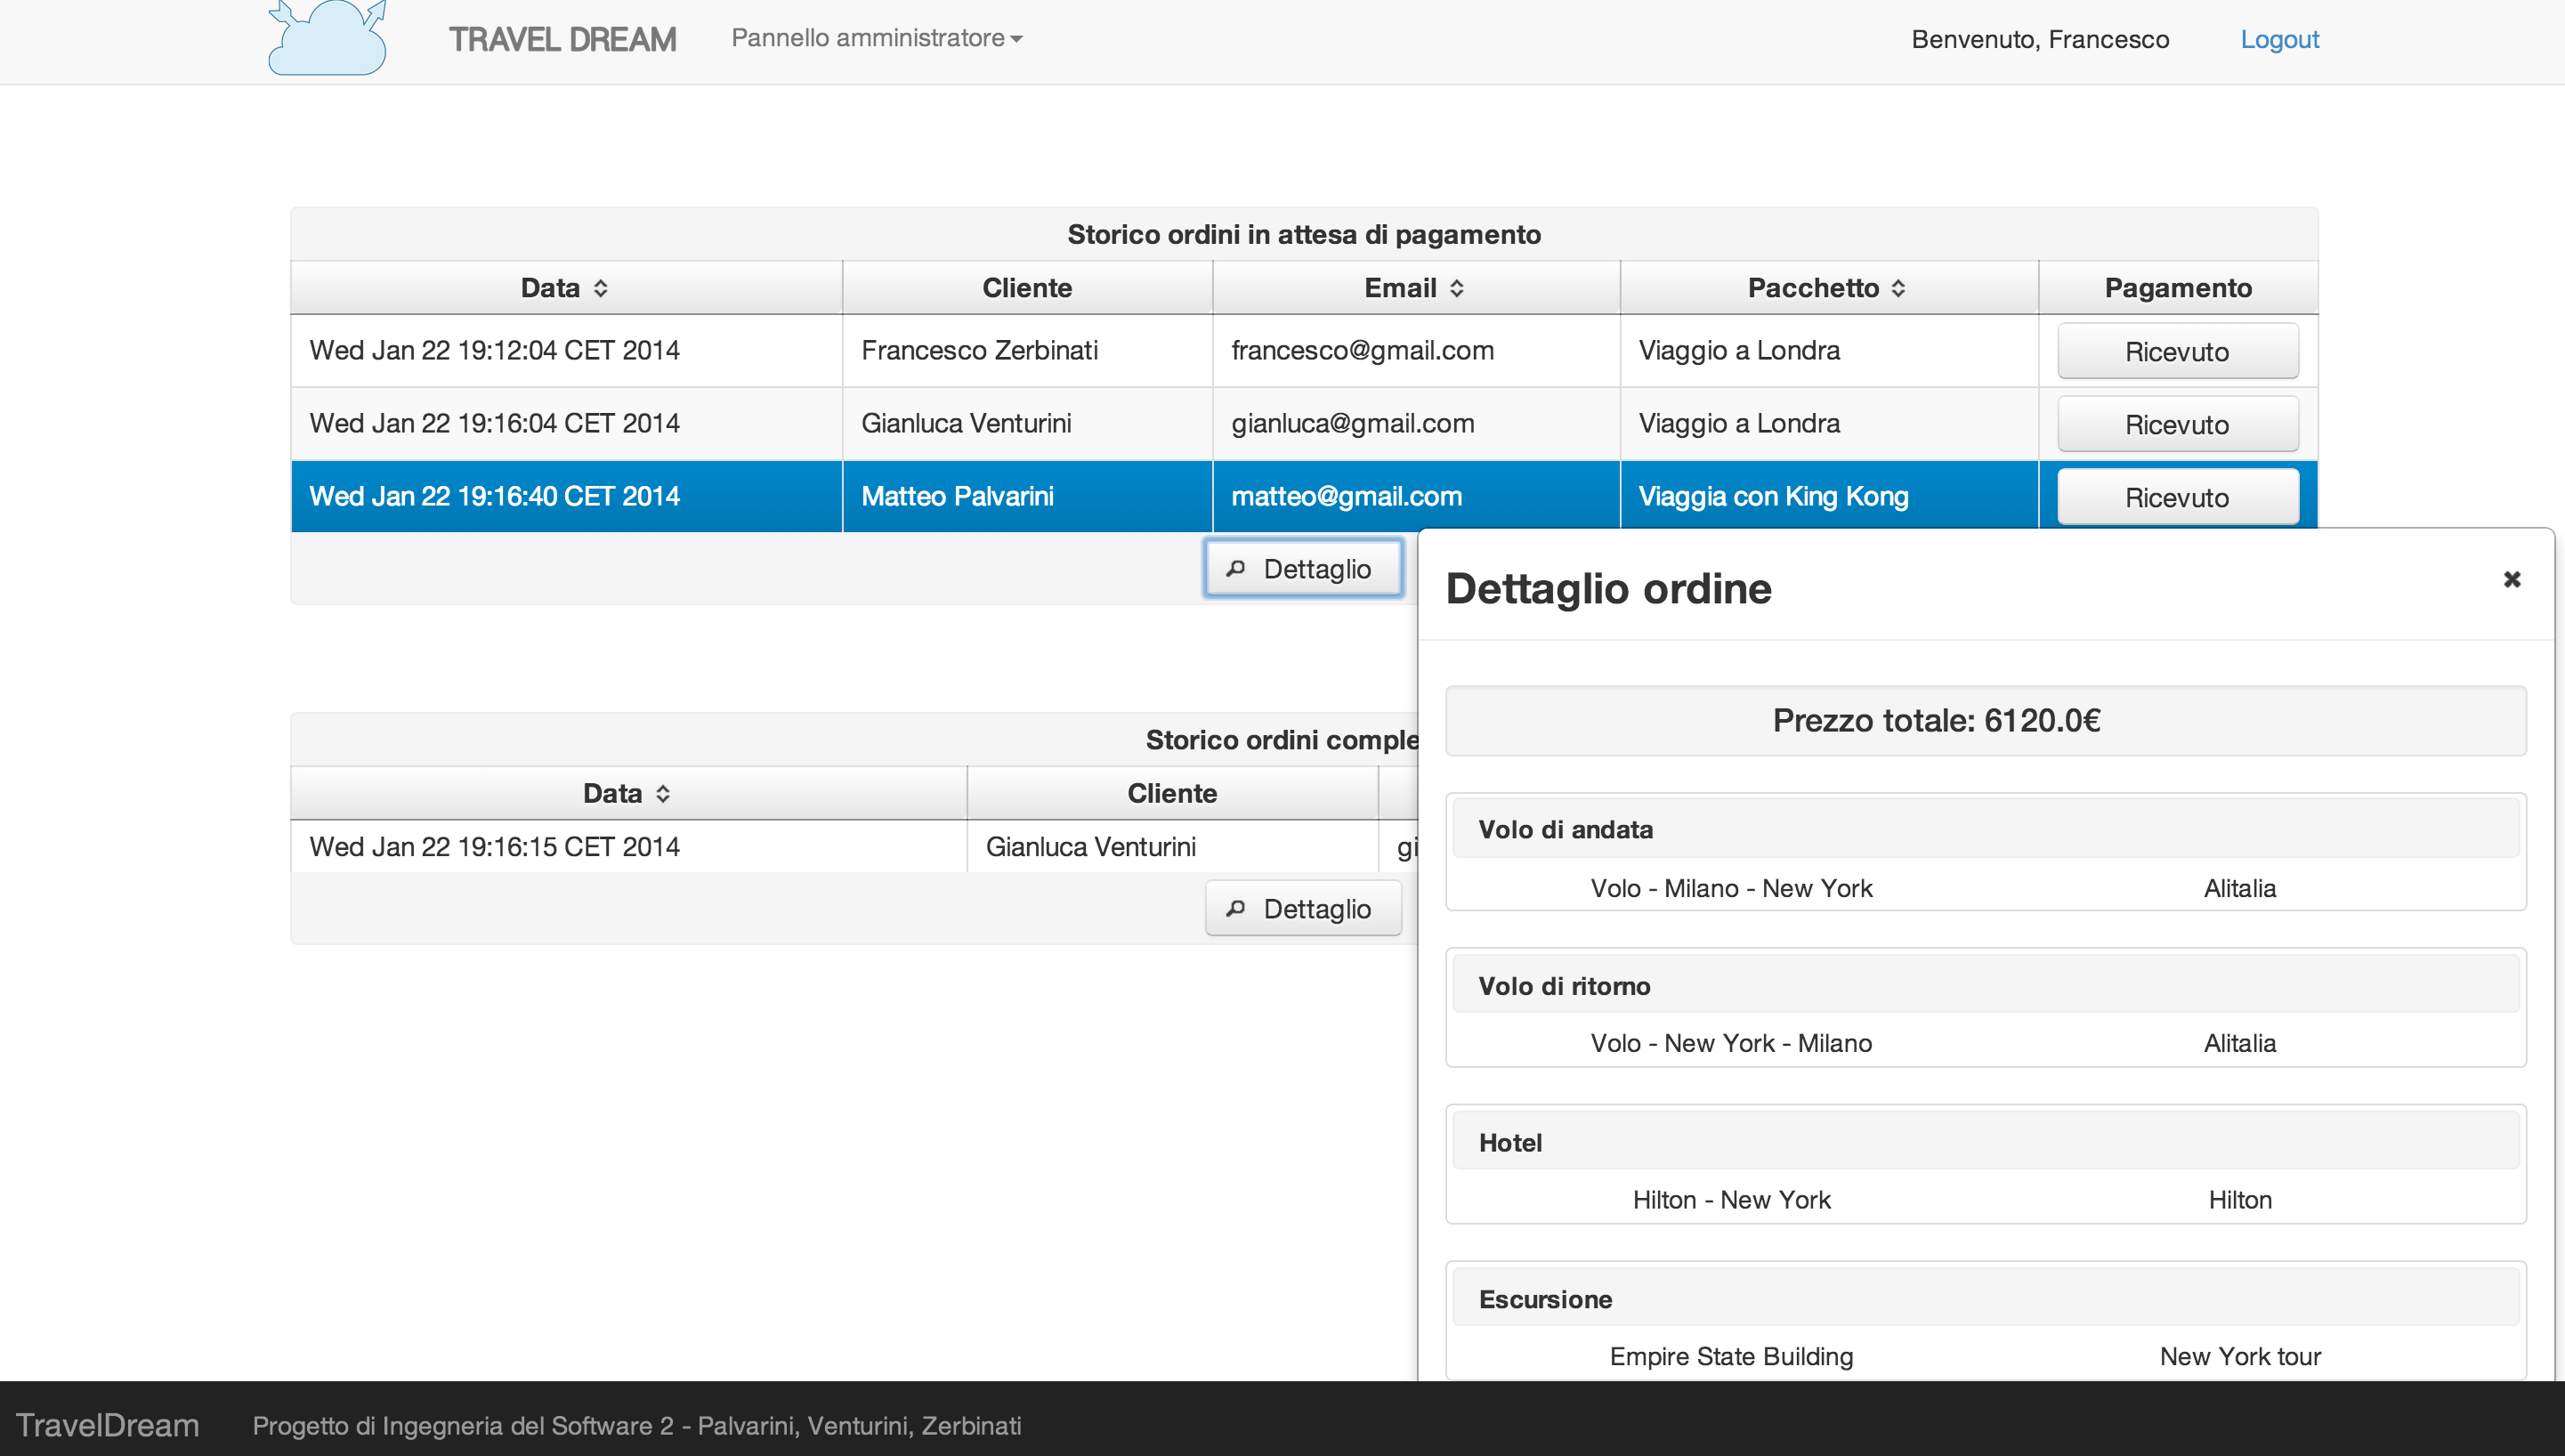 TRAVEL DREAM Pannello amministratore Benvenuto, Francesco Logout
Storico ordini in attesa di pagamento
Data Cliente Email Pacchetto Pagamento
Wed Jan 22 19:12:04 CET 2014 Francesco Zerbinati francesco@gmail.com Viaggio a Londra Ricevuto
Wed Jan 22 19:16:04 CET 2014 Gianluca Venturini gianluca@gmail.com Viaggio a Londra Ricevuto
Wed Jan 22 19:16:40 CET 2014 Matteo Palvarini matteo@gmail.com Viaggia con King Kong Ricevuto
Dettaglio
Storico ordini comple
Data Cliente
Wed Jan 22 19:16:15 CET 2014 Gianluca Venturini gi
Dettaglio
Dettaglio ordine
Prezzo totale: 6120.0€
Volo di andata
Volo - Milano - New York Alitalia
Volo di ritorno
Volo - New York - Milano Alitalia
Hotel
Hilton - New York Hilton
Escursione
Empire State Building New York tour
TravelDream Progetto di Ingegneria del Software 2 - Palvarini, Venturini, Zerbinati